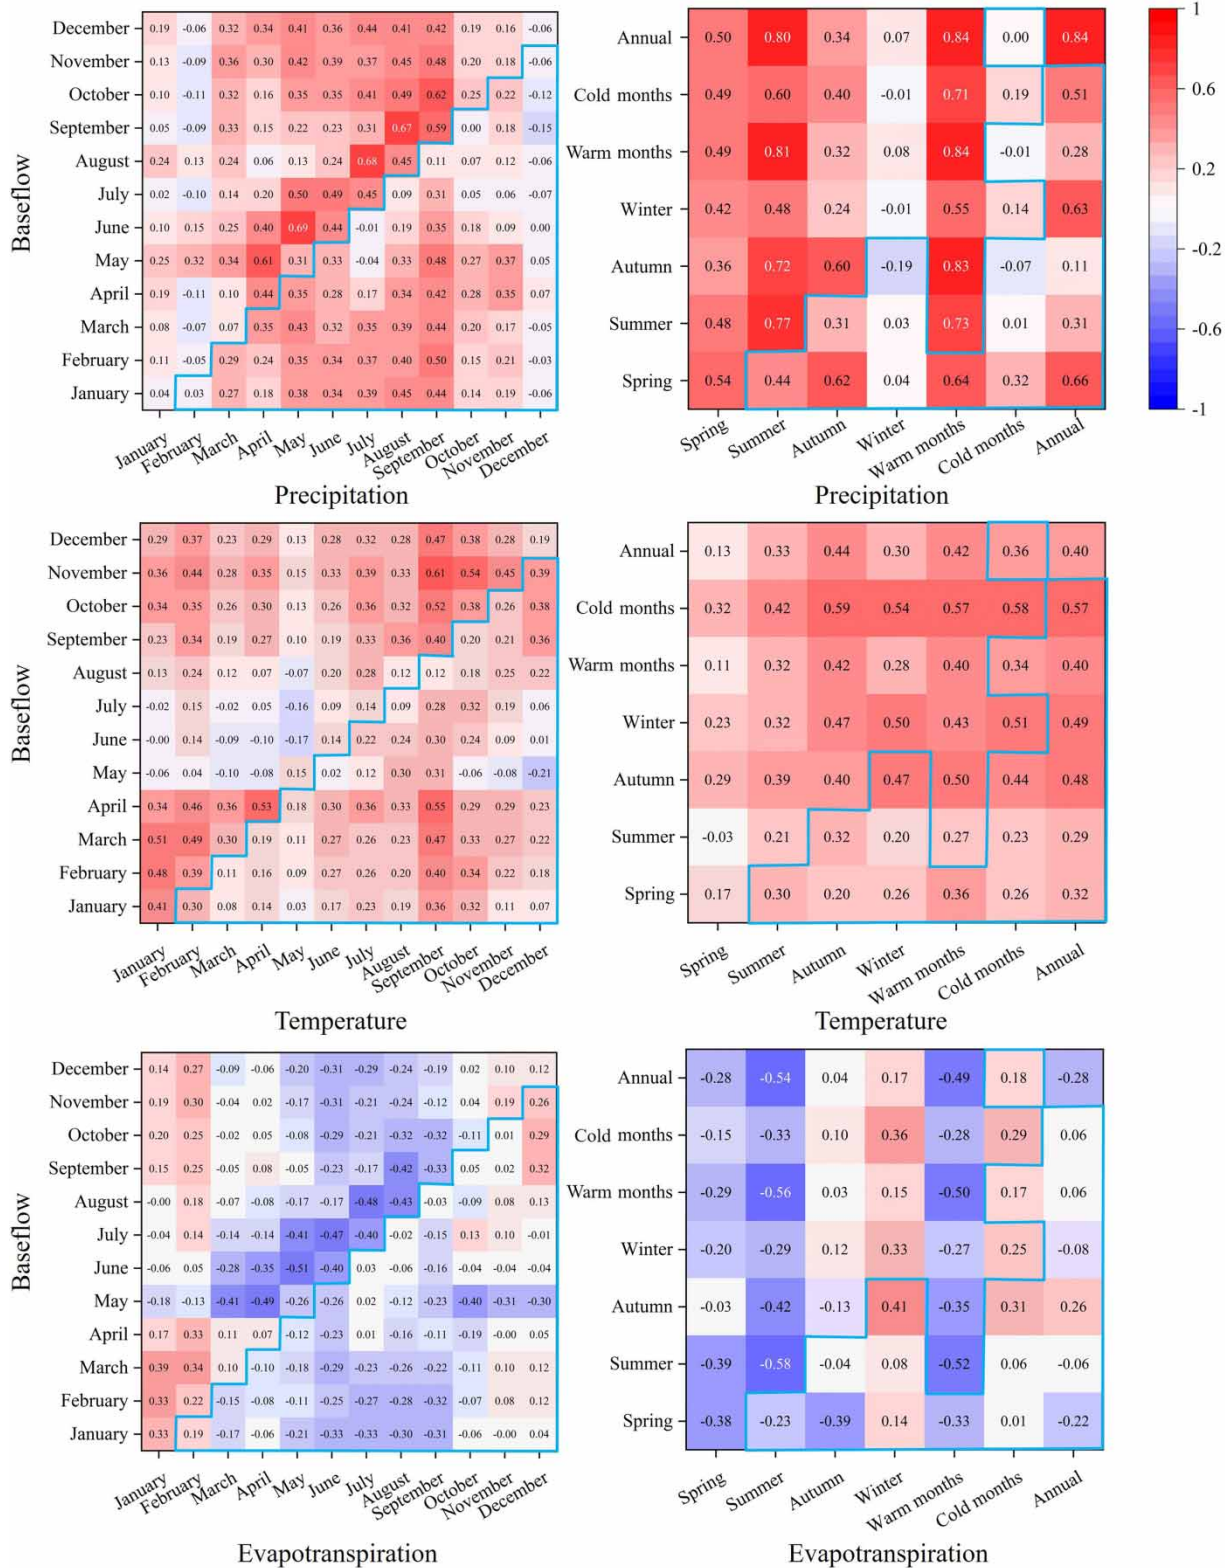 December 0.19 -0.06 0.32 0.34 0.41 0.36 0.44 0.41 0.42 0.19 0.16 -0.06
November 0.13 -0.09 0.36 0.30 0.42 0.39 0.37 0.45 0.48 0.20 0.18 -0.06
October 0.10 -0.11 0.32 0.16 0.35 0.35 0.41 0.49 0.62 0.25 0.22 -0.12
September 0.05 -0.09 0.33 0.15 0.22 0.23 0.31 0.67 0.59 0.00 0.18 -0.15
August 0.24 0.13 0.24 0.06 0.13 0.24 0.68 0.45 0.11 0.07 0.12 -0.06
July 0.02 -0.10 0.14 0.20 0.50 0.49 0.45 0.09 0.31 0.05 0.06 -0.07
June 0.10 0.15 0.25 0.40 0.69 0.44 -0.01 0.19 0.35 0.18 0.09 0.00
May 0.25 0.32 0.34 0.61 0.31 0.33 -0.04 0.33 0.48 0.27 0.37 0.05
April 0.19 -0.11 0.10 0.44 0.35 0.28 0.17 0.34 0.42 0.28 0.35 0.07
March 0.08 -0.07 0.07 0.35 0.43 0.32 0.35 0.39 0.44 0.20 0.17 -0.05
February 0.11 -0.05 0.29 0.24 0.35 0.34 0.37 0.40 0.50 0.15 0.21 -0.03
January 0.04 0.03 0.27 0.18 0.38 0.34 0.39 0.45 0.44 0.14 0.19 -0.06
January February March April May June July August September October November December
Baseflow
Precipitation
Annual 0.50 0.80 0.34 0.07 0.84 0.00 0.84
Cold months 0.49 0.60 0.40 -0.01 0.71 0.19 0.51
Warm months 0.49 0.81 0.32 0.08 0.84 -0.01 0.28
Winter 0.42 0.48 0.24 -0.01 0.55 0.14 0.63
Autumn 0.36 0.72 0.60 -0.19 0.83 -0.07 0.11
Summer 0.48 0.77 0.31 0.03 0.73 0.01 0.31
Spring 0.54 0.44 0.62 0.04 0.64 0.32 0.66
Spring Summer Autumn Winter Warm months Cold months Annual
Precipitation
1
0.6
0.2
-0.2
-0.6
-1
December 0.29 0.37 0.23 0.29 0.13 0.28 0.32 0.28 0.47 0.38 0.28 0.19
November 0.36 0.44 0.28 0.35 0.15 0.33 0.39 0.33 0.61 0.54 0.45 0.39
October 0.34 0.35 0.26 0.30 0.13 0.26 0.36 0.32 0.52 0.38 0.26 0.38
September 0.23 0.34 0.19 0.27 0.10 0.19 0.33 0.36 0.40 0.20 0.21 0.36
August 0.13 0.24 0.12 0.07 -0.07 0.20 0.28 0.12 0.12 0.18 0.25 0.22
July -0.02 0.15 -0.02 0.05 -0.16 0.09 0.14 0.09 0.28 0.32 0.19 0.06
June -0.00 0.14 -0.09 -0.10 -0.17 0.14 0.22 0.24 0.30 0.24 0.09 0.01
May -0.06 0.04 -0.10 -0.08 0.15 0.02 0.12 0.30 0.31 -0.06 -0.08 -0.21
April 0.34 0.46 0.36 0.53 0.18 0.30 0.36 0.33 0.55 0.29 0.29 0.23
March 0.51 0.49 0.30 0.19 0.11 0.27 0.26 0.23 0.47 0.33 0.27 0.22
February 0.48 0.39 0.11 0.16 0.09 0.27 0.26 0.20 0.40 0.34 0.22 0.18
January 0.41 0.30 0.08 0.14 0.03 0.17 0.23 0.19 0.36 0.32 0.11 0.07
January February March April May June July August September October November December
Baseflow
Temperature
Annual 0.13 0.33 0.44 0.30 0.42 0.36 0.40
Cold months 0.32 0.42 0.59 0.54 0.57 0.58 0.57
Warm months 0.11 0.32 0.42 0.28 0.40 0.34 0.40
Winter 0.23 0.32 0.47 0.50 0.43 0.51 0.49
Autumn 0.29 0.39 0.40 0.47 0.50 0.44 0.48
Summer -0.03 0.21 0.32 0.20 0.27 0.23 0.29
Spring 0.17 0.30 0.20 0.26 0.36 0.26 0.32
Spring Summer Autumn Winter Warm months Cold months Annual
Temperature
December 0.14 0.27 -0.09 -0.06 -0.20 -0.31 -0.29 -0.24 -0.19 0.02 0.10 0.12
November 0.19 0.30 -0.04 0.02 -0.17 -0.31 -0.21 -0.24 -0.12 0.04 0.19 0.26
October 0.20 0.25 -0.02 0.05 -0.08 -0.29 -0.21 -0.32 -0.32 -0.11 0.01 0.29
September 0.15 0.25 -0.05 0.08 -0.05 -0.23 -0.17 -0.42 -0.33 0.05 0.02 0.32
August -0.00 0.18 -0.07 -0.08 -0.17 -0.17 -0.48 -0.43 -0.03 -0.09 0.08 0.13
July -0.04 0.14 -0.14 -0.14 -0.41 -0.47 -0.40 -0.02 -0.15 0.13 0.10 -0.01
June -0.06 0.05 -0.28 -0.35 -0.51 -0.40 0.03 -0.06 -0.16 -0.04 -0.04 -0.04
May -0.18 -0.13 -0.41 -0.49 -0.26 -0.26 0.02 -0.12 -0.23 -0.40 -0.31 -0.30
April 0.17 0.33 0.11 0.07 -0.12 -0.23 0.01 -0.16 -0.11 -0.19 -0.00 0.05
March 0.39 0.34 0.10 -0.10 -0.18 -0.29 -0.23 -0.26 -0.22 -0.11 0.10 0.12
February 0.33 0.22 -0.15 -0.08 -0.11 -0.25 -0.27 -0.28 -0.32 -0.07 0.08 0.12
January 0.33 0.19 -0.17 -0.06 -0.21 -0.33 -0.33 -0.30 -0.31 -0.06 -0.00 0.04
January February March April May June July August September October November December
Baseflow
Evapotranspiration
Annual -0.28 -0.54 0.04 0.17 -0.49 0.18 -0.28
Cold months -0.15 -0.33 0.10 0.36 -0.28 0.29 0.06
Warm months -0.29 -0.56 0.03 0.15 -0.50 0.17 0.06
Winter -0.20 -0.29 0.12 0.33 -0.27 0.25 -0.08
Autumn -0.03 -0.42 -0.13 0.41 -0.35 0.31 0.26
Summer -0.39 -0.58 -0.04 0.08 -0.52 0.06 -0.06
Spring -0.38 -0.23 -0.39 0.14 -0.33 0.01 -0.22
Spring Summer Autumn Winter Warm months Cold months Annual
Evapotranspiration